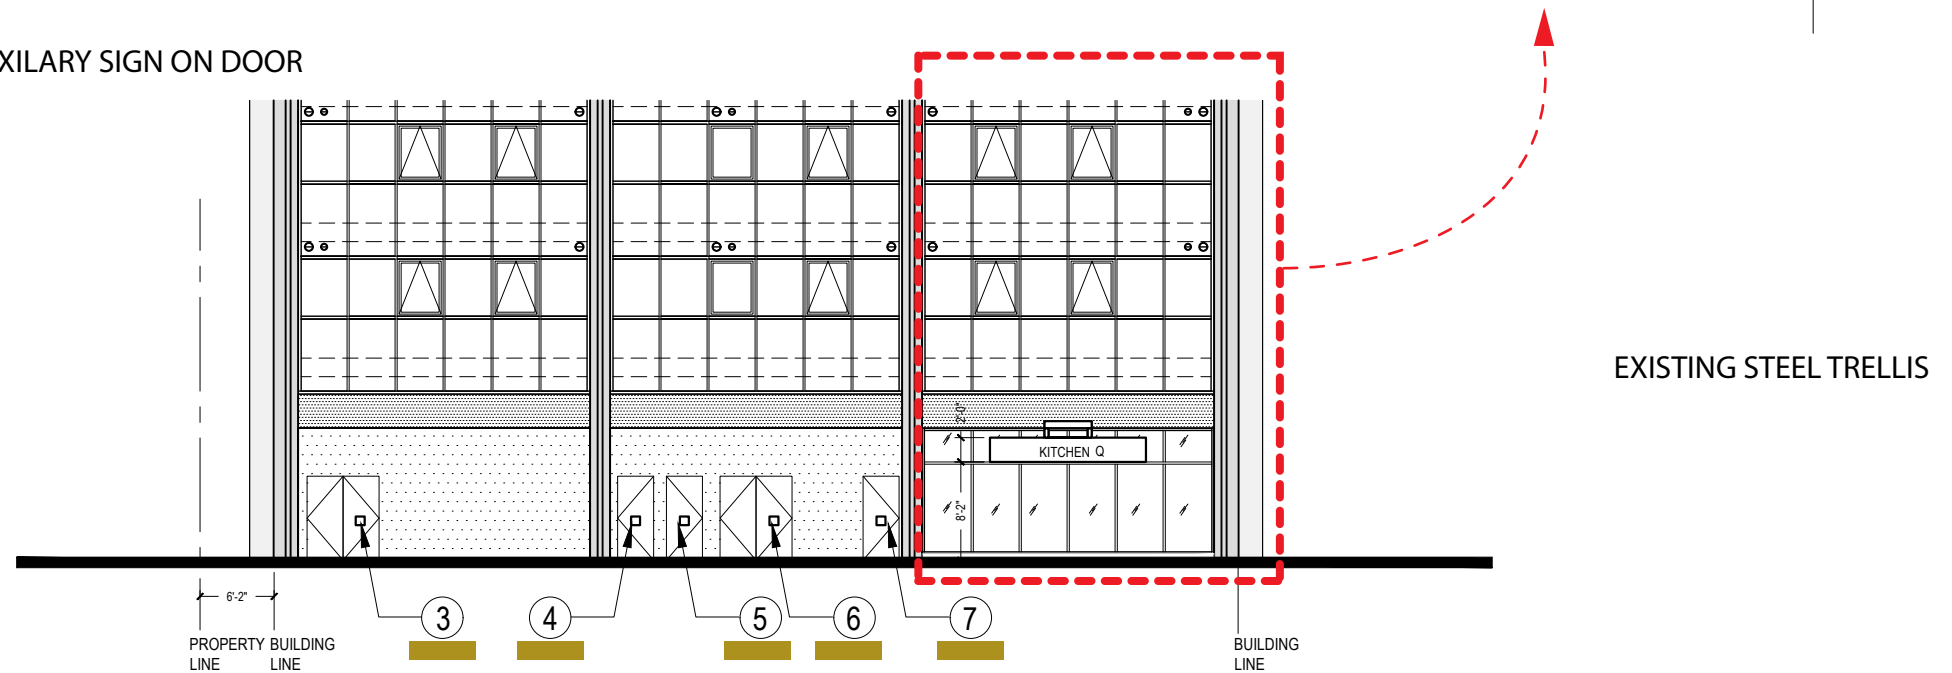 XILARY SIGN ON DOOR
EXISTING STEEL TRELLIS
2'-0"
KITCHEN Q
8'-2"
6'-2"
3
4
5
6
7
PROPERTY LINE
BUILDING LINE
BUILDING LINE